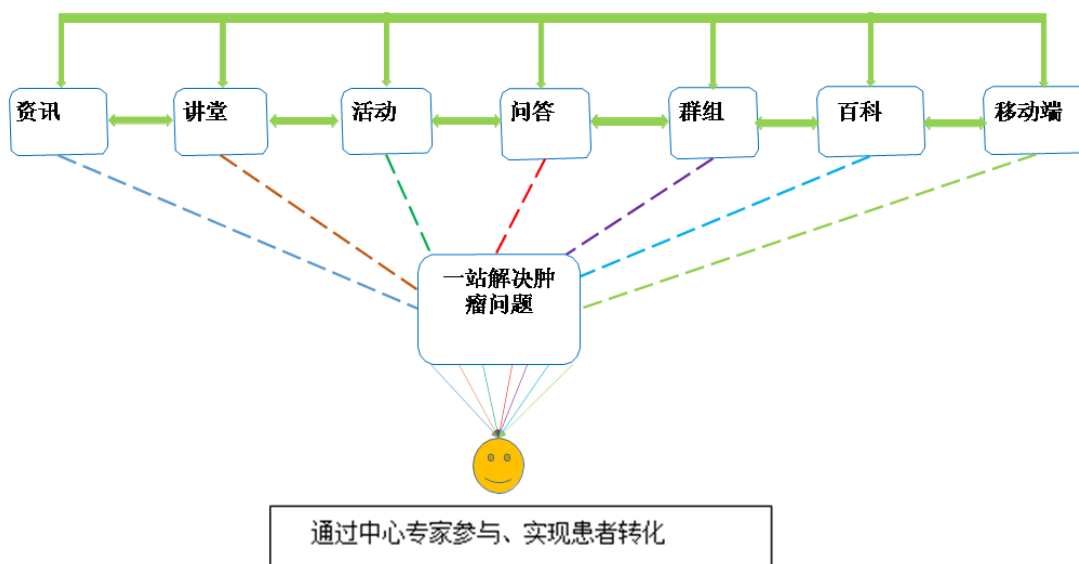 资讯
讲堂
活动
问答
群组
百科
移动端
一站解决肿
瘤问题
通过中心专家参与、实现患者转化